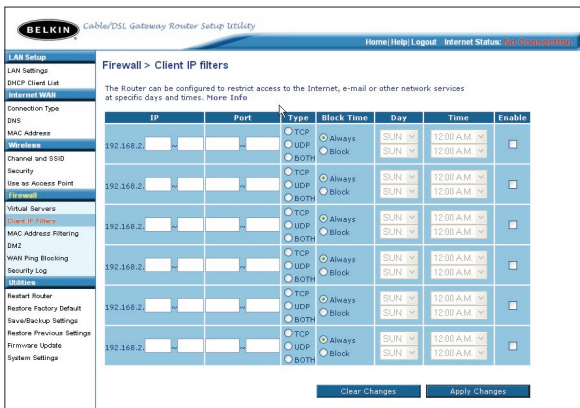 BELKIN Cable/DSL Gateway Router Setup Utility
Home| Help| Logout Internet Status: No Connection
LAN Setup
LAN Settings
DHCP Client List
Internet WAN
Connection Type
DNS
MAC Address
Wireless
Channel and SSID
Security
Use as Access Point
Firewall
Virtual Servers
Client IP Filters
MAC Address Filtering
DMZ
WAN Ping Blocking
Security Log
Utilities
Restart Router
Restore Factory Default
Save/Backup Settings
Restore Previous Settings
Firmware Update
System Settings
Firewall > Client IP filters
The Router can be configured to restrict access to the Internet, e-mail or other network services
at specific days and times. More Info
IP Port Type Block Time Day Time Enable
192.168.2. ~ ~ TCP UDP BOTH Always Block SUN SUN 12:00 A.M. 12:00 A.M.
192.168.2. ~ ~ TCP UDP BOTH Always Block SUN SUN 12:00 A.M. 12:00 A.M.
192.168.2. ~ ~ TCP UDP BOTH Always Block SUN SUN 12:00 A.M. 12:00 A.M.
192.168.2. ~ ~ TCP UDP BOTH Always Block SUN SUN 12:00 A.M. 12:00 A.M.
192.168.2. ~ ~ TCP UDP BOTH Always Block SUN SUN 12:00 A.M. 12:00 A.M.
192.168.2. ~ ~ TCP UDP BOTH Always Block SUN SUN 12:00 A.M. 12:00 A.M.
Clear Changes Apply Changes